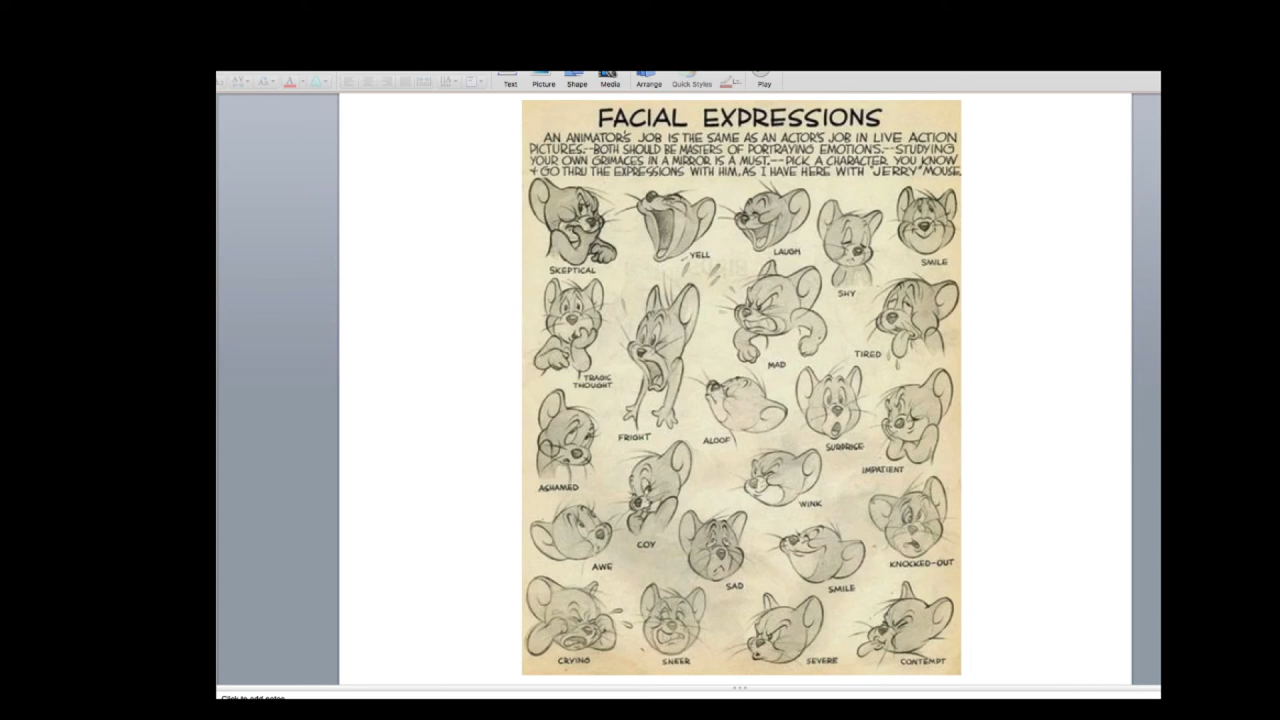 Text Picture Shape Media Arrange Quick Styles Play
FACIAL EXPRESSIONS
AN ANIMATOR'S JOB IS THE SAME AS AN ACTOR'S JOB IN LIVE ACTION
PICTURES.--BOTH SHOULD BE MASTERS OF PORTRAYING EMOTIONS.--STUDYING
YOUR OWN GRIMACES IN A MIRROR IS A MUST.--PICK A CHARACTER YOU KNOW
+ GO THRU THE EXPRESSIONS WITH HIM, AS I HAVE HERE WITH "JERRY" MOUSE.
SKEPTICAL
YELL
LAUGH
SHY
SMILE
TRAGIC
THOUGHT
FRIGHT
MAD
TIRED
ALOOF
SURPRISE
IMPATIENT
ASHAMED
COY
WINK
KNOCKED-OUT
AWE
SAD
SMILE
CRYING
SNEER
SEVERE
CONTEMPT
Click to add notes